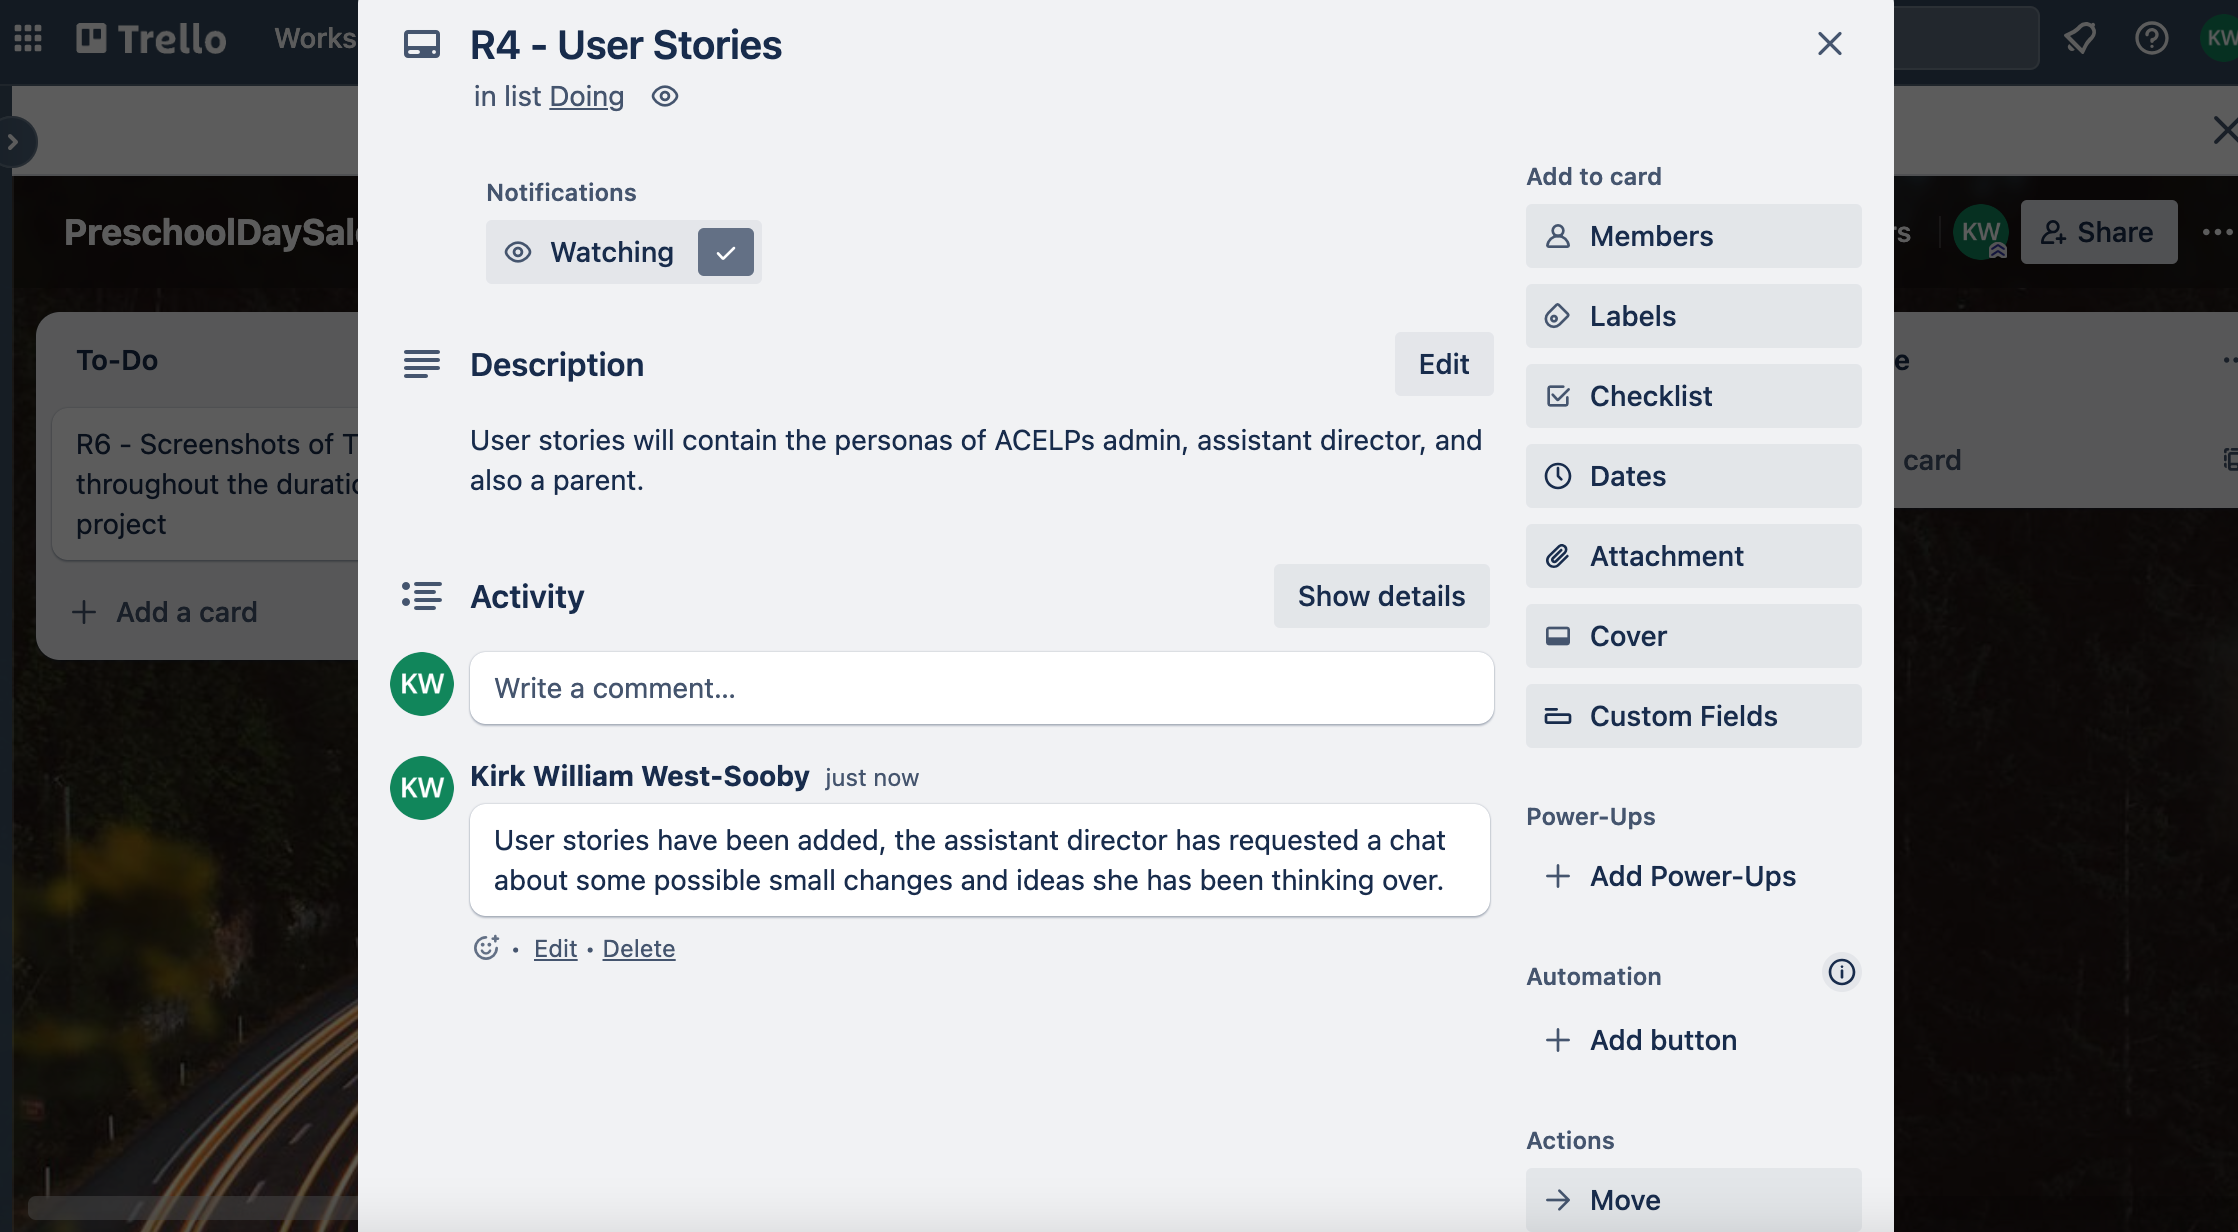 Trello
Works
KW
R4 - User Stories
in list Doing
Notifications
Watching
Description
Edit
User stories will contain the personas of ACELPs admin, assistant director, and
also a parent.
Activity
Show details
KW
Write a comment...
KW
Kirk William West-Sooby just now
User stories have been added, the assistant director has requested a chat
about some possible small changes and ideas she has been thinking over.
• Edit • Delete
Add to card
Members
Labels
Checklist
Dates
Attachment
Cover
Custom Fields
Power-Ups
Add Power-Ups
Automation
Add button
Actions
Move
PreschoolDaySale
To-Do
R6 - Screenshots of T
throughout the duratio
project
Add a card
rs
KW
Share
e
card